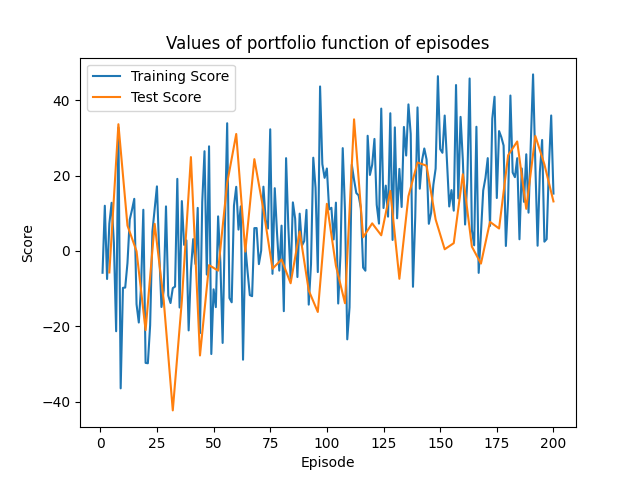 Values of portfolio function of episodes
Training Score
Test Score
40
20
0
−20
−40
Score
0 25 50 75 100 125 150 175 200
Episode